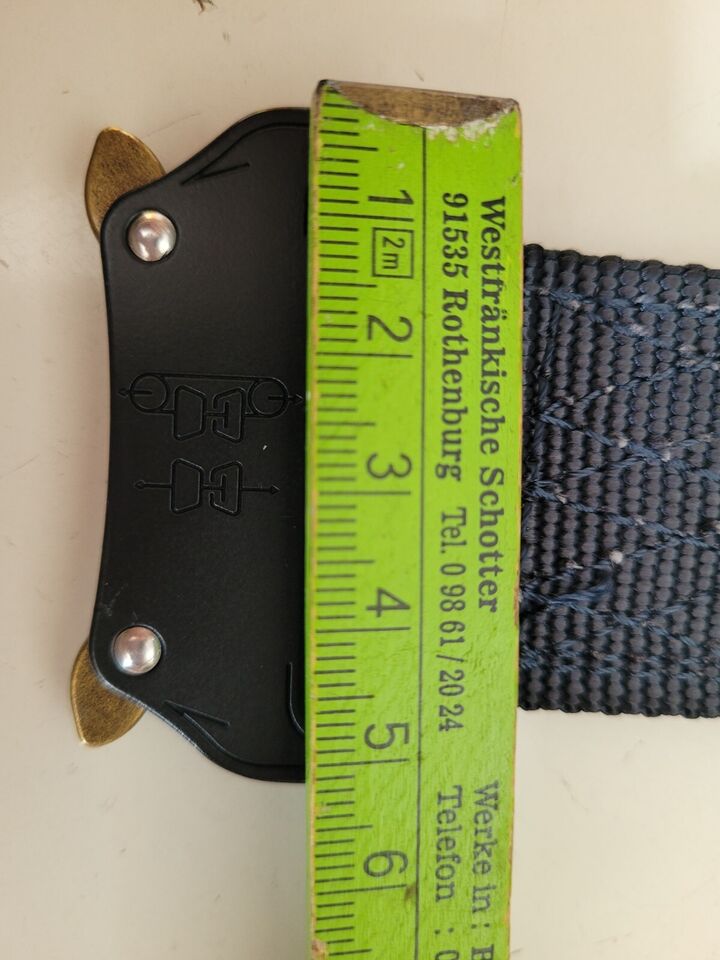 Westfränkische Schotter
91535 Rothenburg Tel. 0 98 61 / 20 24
Werke in :
Telefon :
2 m
1
2
3
4
5
6